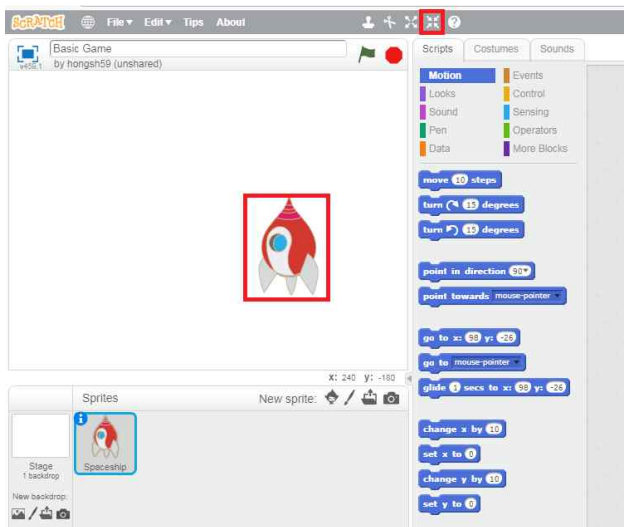 SCRATCH File▼ Edit▼ Tips About ?
Basic Game
by hongsh59 (unshared)
v456.1
Scripts Costumes Sounds
Motion Events
Looks Control
Sound Sensing
Pen Operators
Data More Blocks
move 10 steps
turn 15 degrees
turn 15 degrees
point in direction 90▼
point towards mouse-pointer
go to x: 98 y: -26
go to mouse-pointer
glide 1 secs to x: 98 y: -26
change x by 10
set x to 0
change y by 10
set y to 0
x: 240 y: -180
Sprites New sprite:
Stage
1 backdrop
New backdrop:
i
Spaceship